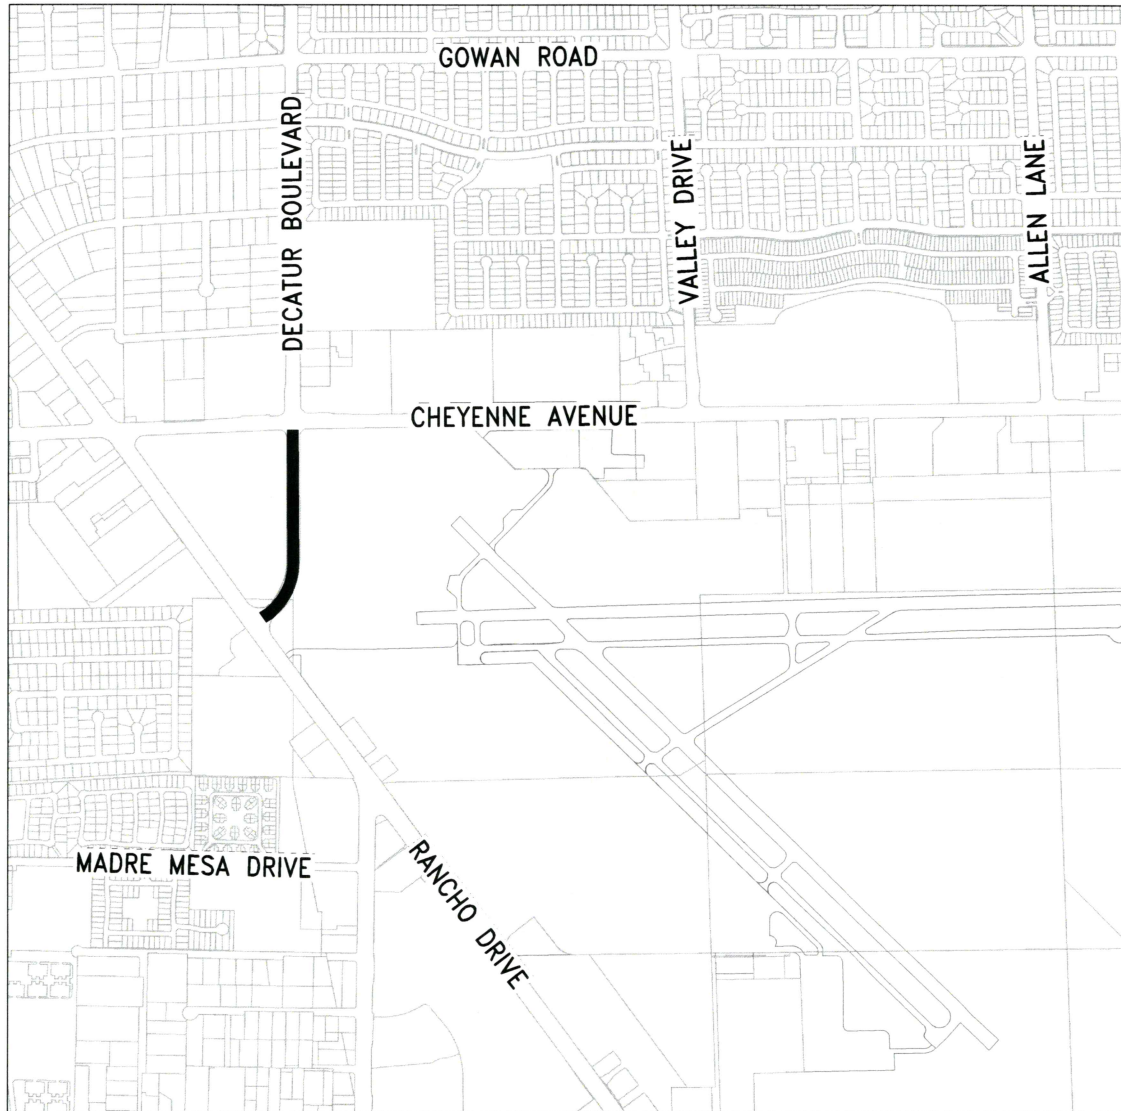 GOWAN ROAD
DECATUR BOULEVARD
VALLEY DRIVE
ALLEN LANE
CHEYENNE AVENUE
MADRE MESA DRIVE
RANCHO DRIVE